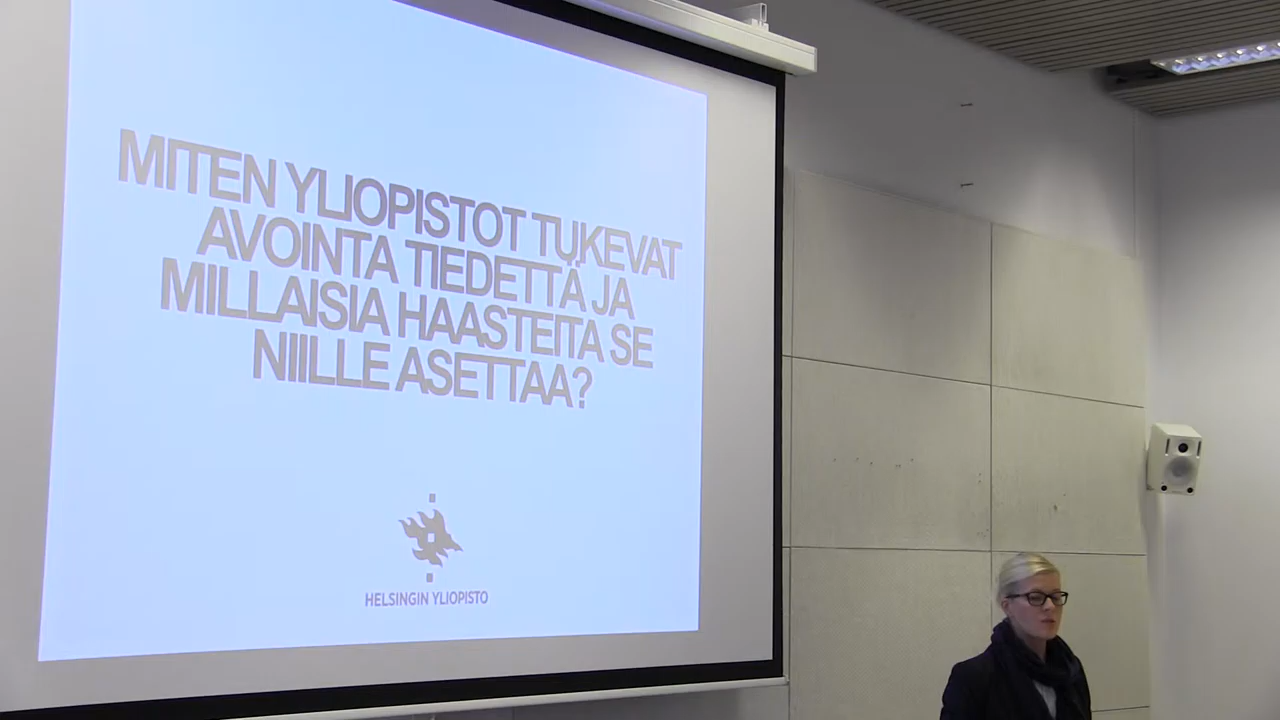 MITEN YLIOPISTOT TUKEVAT
AVOINTA TIEDETTÄ JA
MILLAISIA HAASTEITA SE
NIILLE ASETTAA?
HELSINGIN YLIOPISTO